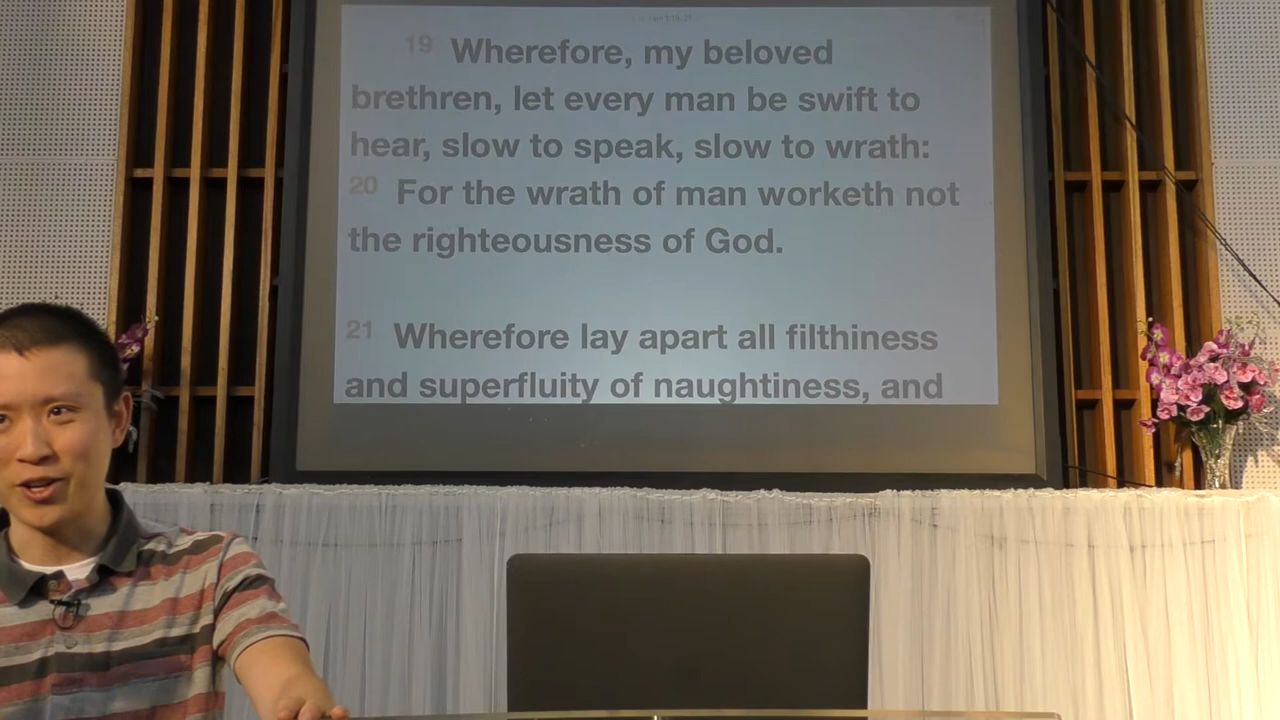 19 Wherefore, my beloved
brethren, let every man be swift to
hear, slow to speak, slow to wrath:
20 For the wrath of man worketh not
the righteousness of God.
21 Wherefore lay apart all filthiness
and superfluity of naughtiness, and